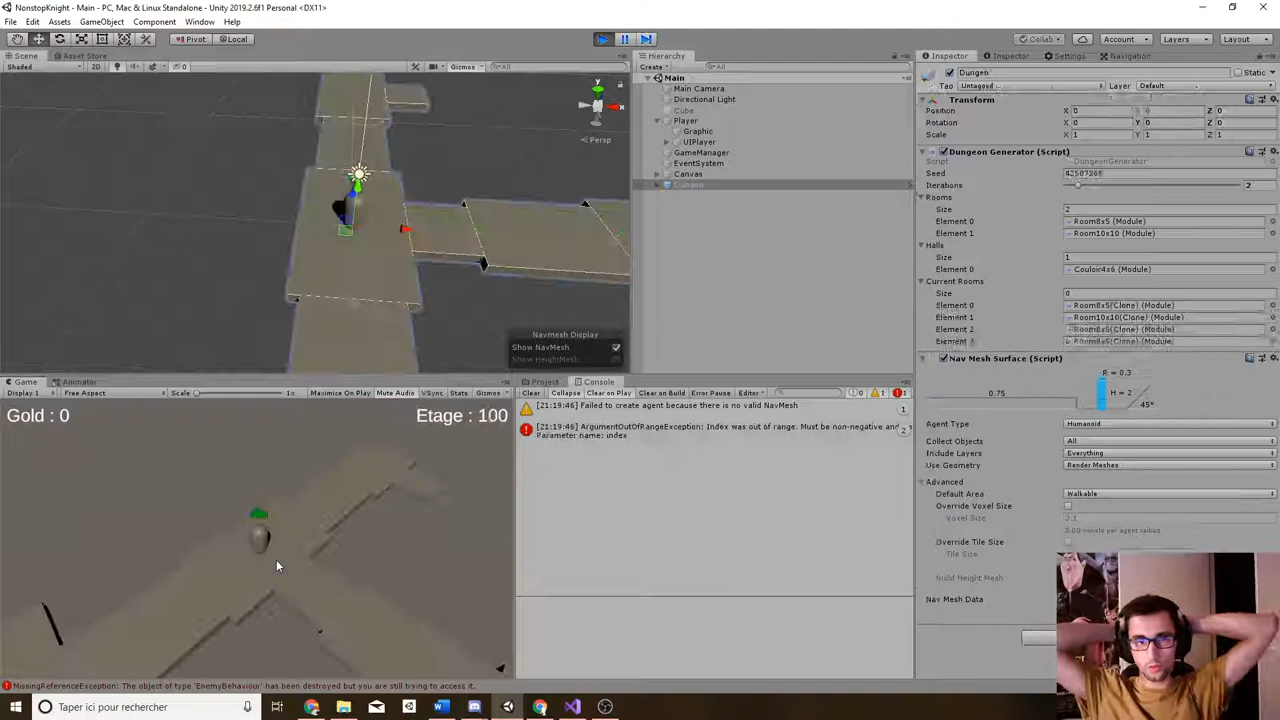 NonstopKnight - Main - PC, Mac & Linux Standalone - Unity 2019.2.6f1 Personal <DX11>
File Edit Assets GameObject Component Window Help
Pivot Local Collab Account Layers Layout
Scene Asset Store
Shaded 2D 0 Gizmos All
y x Persp
Navmesh Display
Show NavMesh
Show HeightMesh
Hierarchy
Create All
Main
Main Camera
Directional Light
Cube
Player
Graphic
UIPlayer
GameManager
EventSystem
Canvas
Dungen
Game Animator
Display 1 Free Aspect Scale 1x Maximize On Play Mute Audio VSync Stats Gizmos
Gold : 0 Etage : 100
Project Console
Clear Collapse Clear on Play Clear on Build Error Pause Editor 0 1 1
[21:19:46] Failed to create agent because there is no valid NavMesh 1
[21:19:46] ArgumentOutOfRangeException: Index was out of range. Must be non-negative and 2
Parameter name: index
Inspector Inspector Settings Navigation
Dungen Static
Untagged Layer Default
Transform
Position X 0 Y 0 Z 0
Rotation X 0 Y 0 Z 0
Scale X 1 Y 1 Z 1
Dungeon Generator (Script)
Script DungeonGenerator
Seed
Iterations 2
Rooms
Size 2
Element 0 Room8x5 (Module)
Element 1 Room10x10 (Module)
Halls
Size 1
Element 0 Couloir4x6 (Module)
Current Rooms
Size
Element 0 Room8x5(Clone) (Module)
Element 1 Room10x10(Clone) (Module)
Element 2 Room8x5(Clone) (Module)
Element Room8x5(Clone) (Module)
Nav Mesh Surface (Script)
R = 0.3
0.75 H = 2
45°
Agent Type Humanoid
Collect Objects All
Include Layers Everything
Use Geometry Render Meshes
Advanced
Default Area Walkable
Override Voxel Size
Voxel Size
3.00 voxels per agent radius
Override Tile Size
Tile Size
Build Height Mesh
Nav Mesh Data
MissingReferenceException: The object of type 'EnemyBehaviour' has been destroyed but you are still trying to access it.
Taper ici pour rechercher